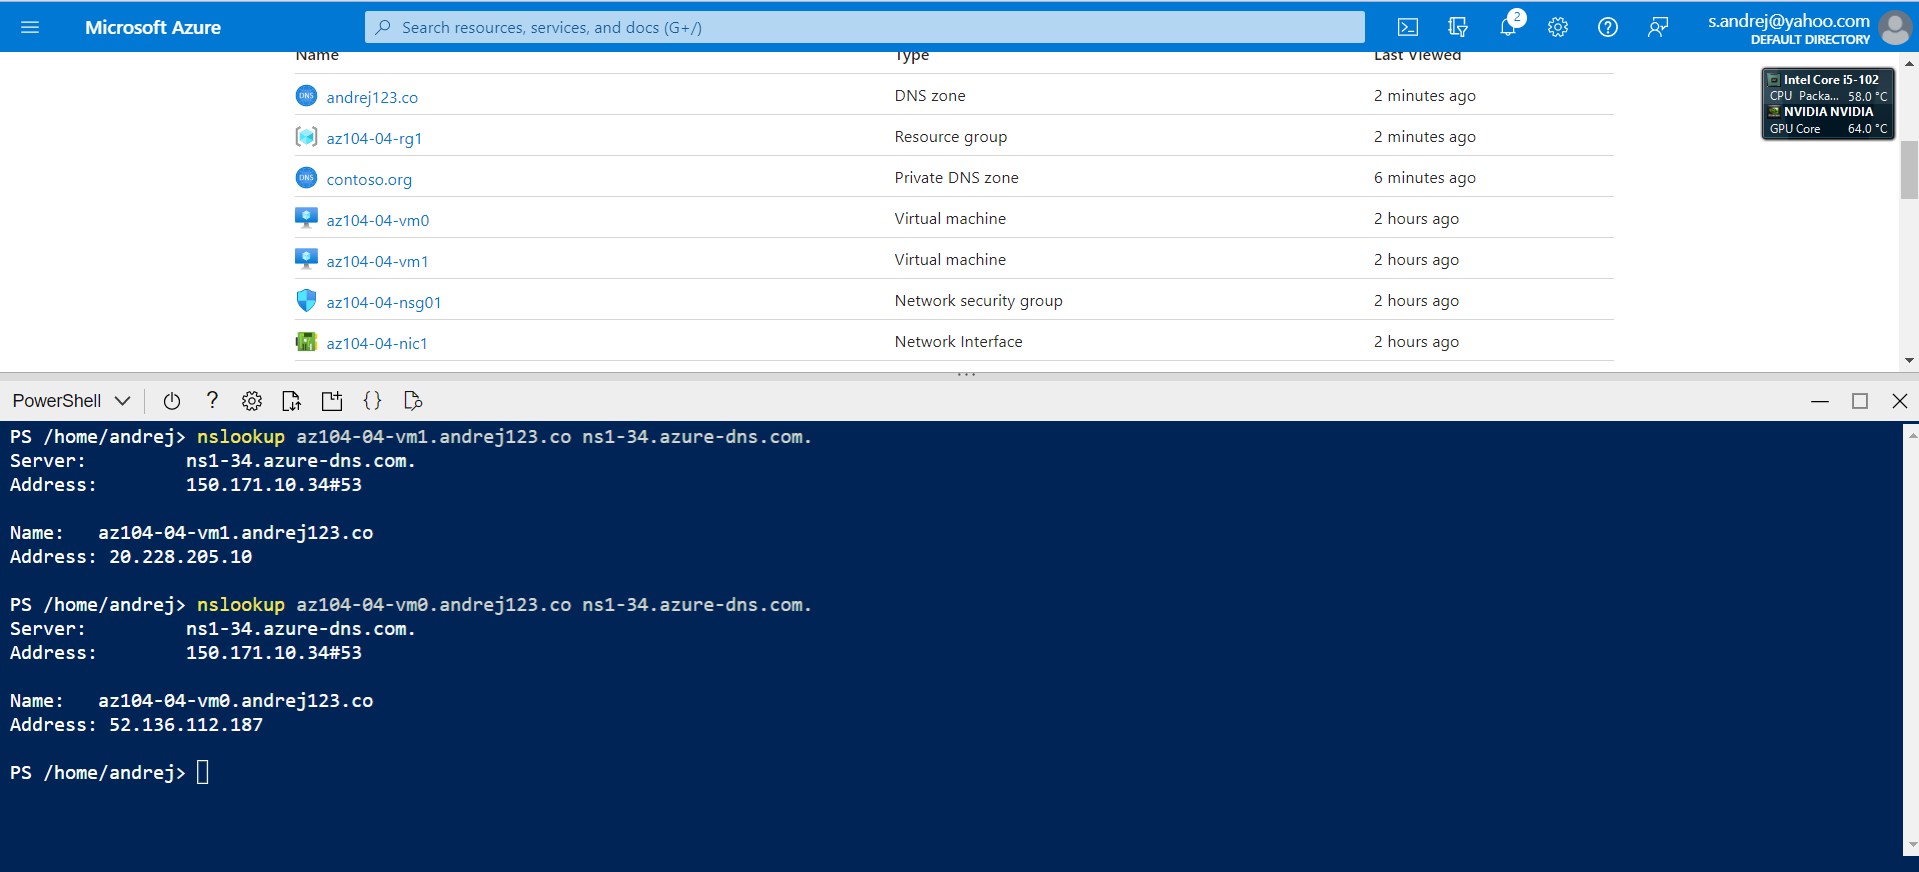 Microsoft Azure
Search resources, services, and docs (G+/)
2
s.andrej@yahoo.com
DEFAULT DIRECTORY
Name Type Last Viewed
DNS andrej123.co DNS zone 2 minutes ago
az104-04-rg1 Resource group 2 minutes ago
DNS contoso.org Private DNS zone 6 minutes ago
az104-04-vm0 Virtual machine 2 hours ago
az104-04-vm1 Virtual machine 2 hours ago
az104-04-nsg01 Network security group 2 hours ago
az104-04-nic1 Network Interface 2 hours ago
Intel Core i5-102
CPU Packa... 58.0 °C
NVIDIA NVIDIA
GPU Core 64.0 °C
PowerShell
PS /home/andrej> nslookup az104-04-vm1.andrej123.co ns1-34.azure-dns.com.
Server: ns1-34.azure-dns.com.
Address: 150.171.10.34#53
Name: az104-04-vm1.andrej123.co
Address: 20.228.205.10
PS /home/andrej> nslookup az104-04-vm0.andrej123.co ns1-34.azure-dns.com.
Server: ns1-34.azure-dns.com.
Address: 150.171.10.34#53
Name: az104-04-vm0.andrej123.co
Address: 52.136.112.187
PS /home/andrej>